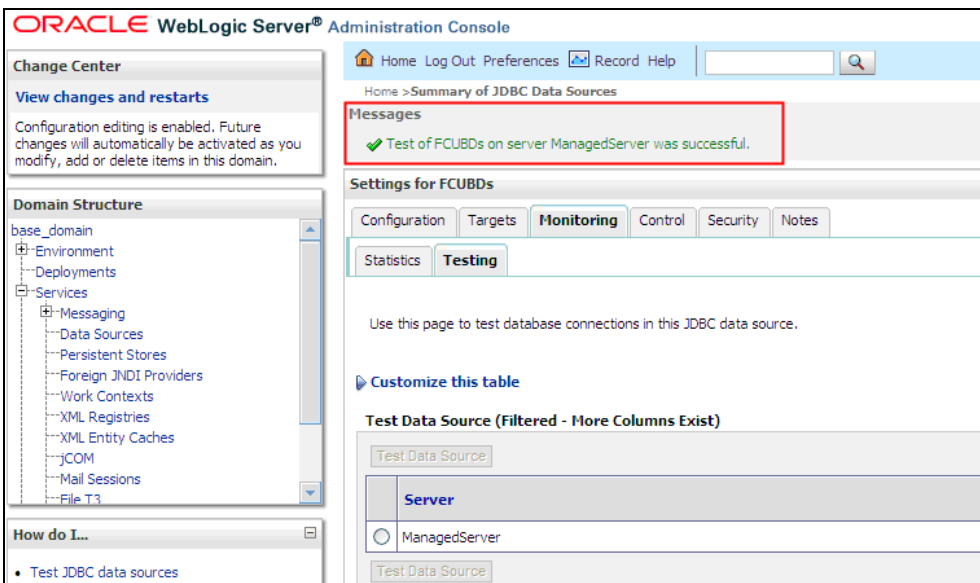 ORACLE WebLogic Server® Administration Console
Change Center
View changes and restarts
Configuration editing is enabled. Future
changes will automatically be activated as you
modify, add or delete items in this domain.
Domain Structure
base_domain
Environment
Deployments
Services
Messaging
Data Sources
Persistent Stores
Foreign JNDI Providers
Work Contexts
XML Registries
XML Entity Caches
jCOM
Mail Sessions
File T3
How do I...
Test JDBC data sources
Home Log Out Preferences Record Help
Home >Summary of JDBC Data Sources
Messages
Test of FCUBDs on server ManagedServer was successful.
Settings for FCUBDs
Configuration Targets Monitoring Control Security Notes
Statistics Testing
Use this page to test database connections in this JDBC data source.
Customize this table
Test Data Source (Filtered - More Columns Exist)
Test Data Source
Server
ManagedServer
Test Data Source